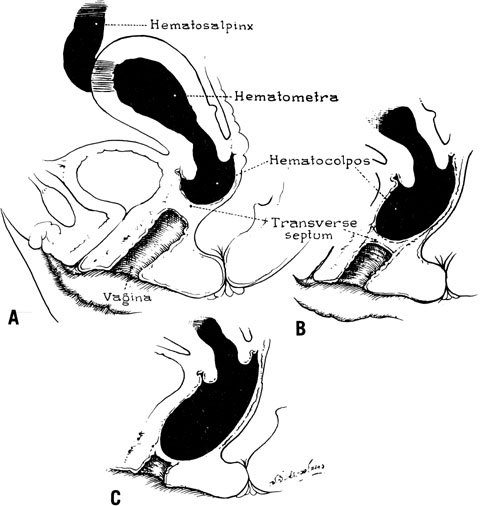 Hematosalpinx
Hematometra
Hematocolpos
Transverse
septum
Vagina
A
B
C